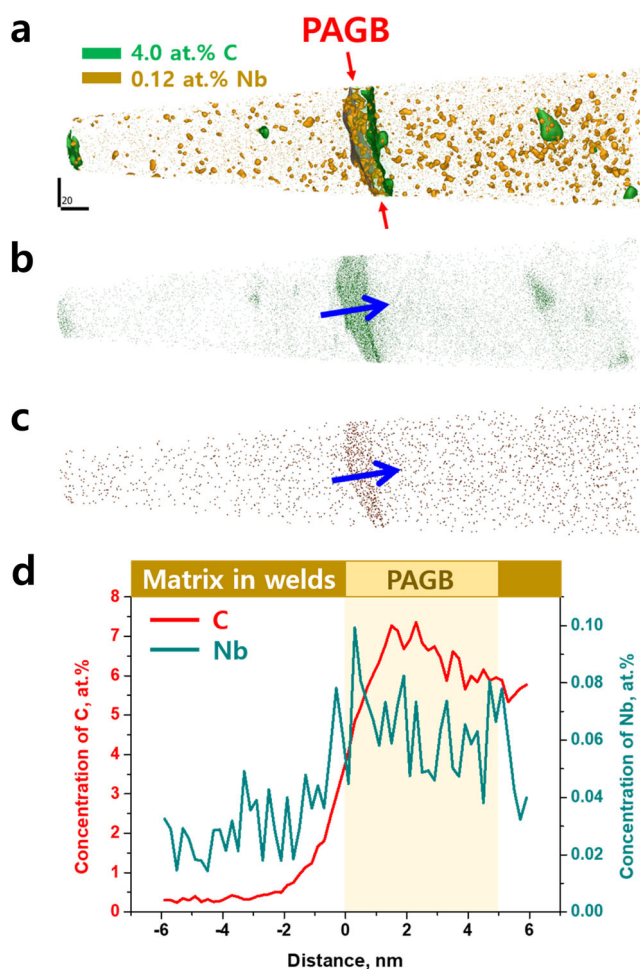 a
PAGB
4.0 at.% C
0.12 at.% Nb
20
b
c
d
Matrix in welds PAGB
8
7
6
5
4
3
2
1
0
Concentration of C, at.%
C
Nb
0.10
0.08
0.06
0.04
0.02
0.00
Concentration of Nb, at.%
-6 -4 -2 0 2 4 6
Distance, nm